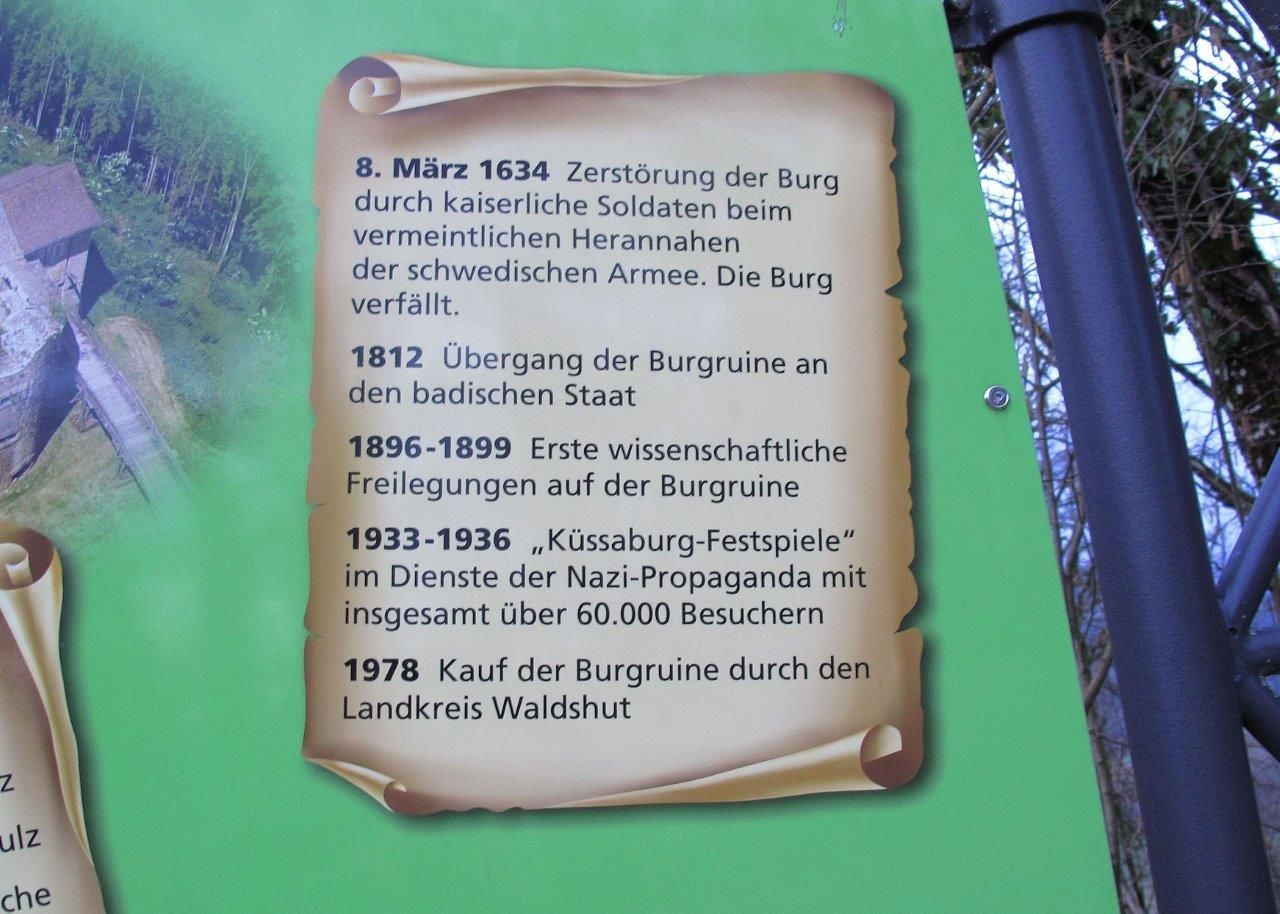 8. März 1634 Zerstörung der Burg
durch kaiserliche Soldaten beim
vermeintlichen Herannahen
der schwedischen Armee. Die Burg
verfällt.
1812 Übergang der Burgruine an
den badischen Staat
1896-1899 Erste wissenschaftliche
Freilegungen auf der Burgruine
1933-1936 „Küssaburg-Festspiele“
im Dienste der Nazi-Propaganda mit
insgesamt über 60.000 Besuchern
1978 Kauf der Burgruine durch den
Landkreis Waldshut